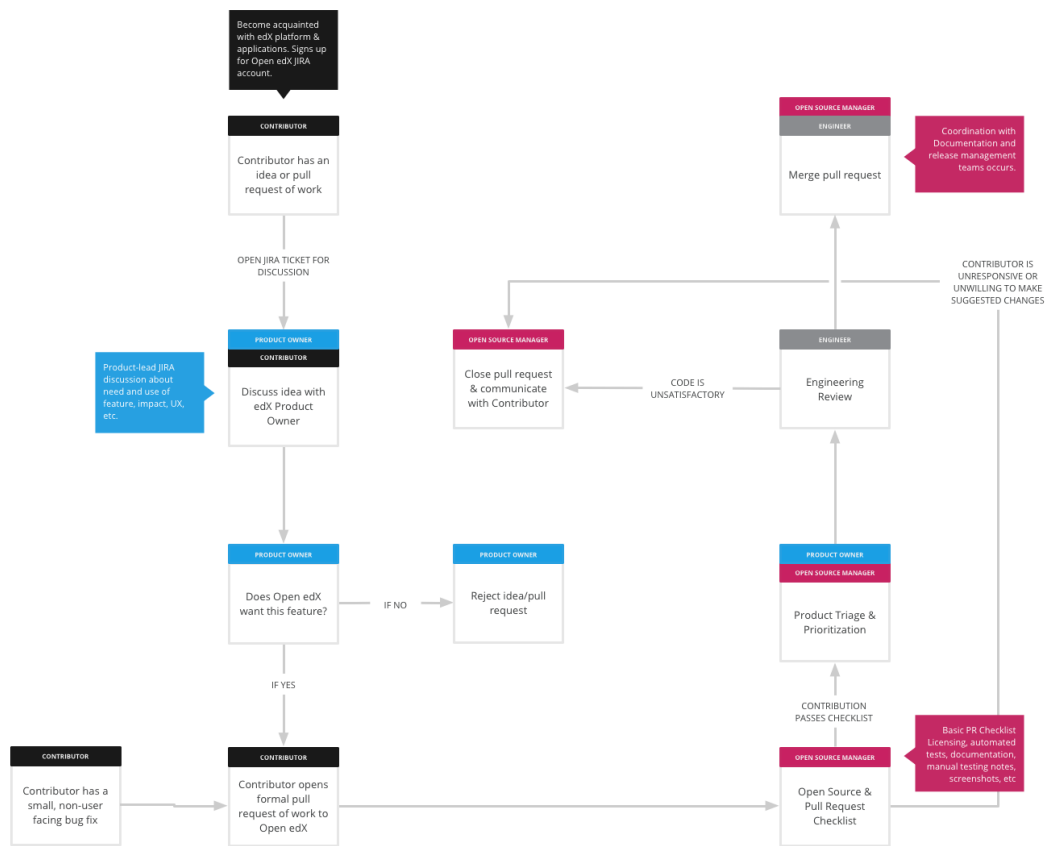 Become acquainted
with edX platform &
applications. Signs up
for Open edX JIRA
account.
CONTRIBUTOR
Contributor has an
idea or pull
request of work
OPEN JIRA TICKET FOR
DISCUSSION
PRODUCT OWNER
CONTRIBUTOR
Discuss idea with
edX Product
Owner
Product-lead JIRA
discussion about
need and use of
feature, impact, UX,
etc.
PRODUCT OWNER
Does Open edX
want this feature?
IF NO
PRODUCT OWNER
Reject idea/pull
request
IF YES
CONTRIBUTOR
Contributor has a
small, non-user
facing bug fix
CONTRIBUTOR
Contributor opens
formal pull
request of work to
Open edX
OPEN SOURCE MANAGER
Open Source &
Pull Request
Checklist
Basic PR Checklist
Licensing, automated
tests, documentation,
manual testing notes,
screenshots, etc
CONTRIBUTION
PASSES CHECKLIST
PRODUCT OWNER
OPEN SOURCE MANAGER
Product Triage &
Prioritization
ENGINEER
Engineering
Review
CODE IS
UNSATISFACTORY
OPEN SOURCE MANAGER
Close pull request
& communicate
with Contributor
CONTRIBUTOR IS
UNRESPONSIVE OR
UNWILLING TO MAKE
SUGGESTED CHANGES
OPEN SOURCE MANAGER
ENGINEER
Merge pull request
Coordination with
Documentation and
release management
teams occurs.